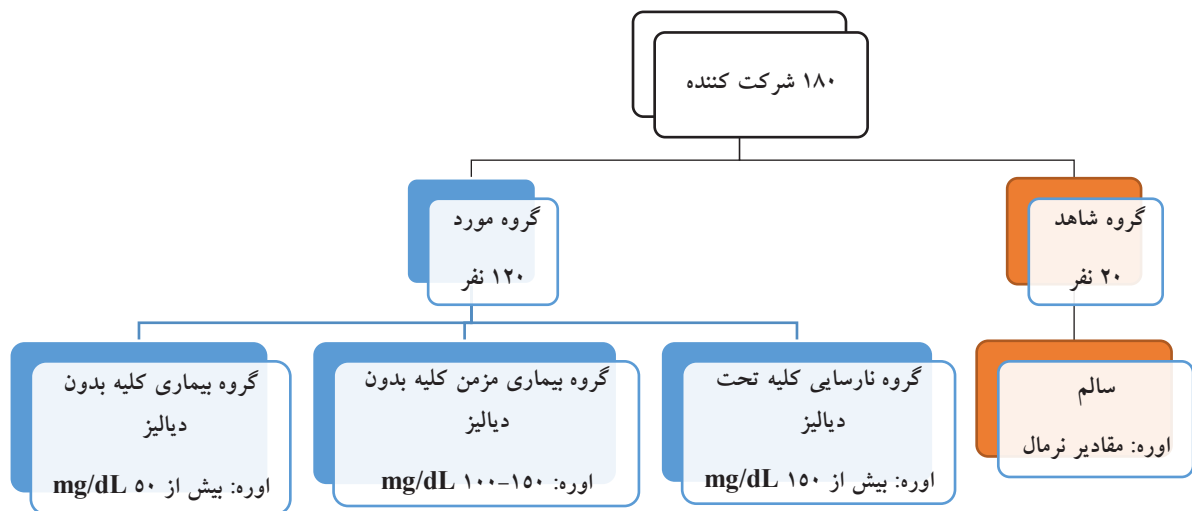 ۱۸۰ شرکت کننده
گروه شاهد
۲۰ نفر
گروه مورد
۱۲۰ نفر
سالم
اوره: مقادیر نرمال
گروه نارسایی کلیه تحت
دیالیز
اوره: بیش از ۱۵۰ mg/dL
گروه بیماری مزمن کلیه بدون
دیالیز
اوره: ۱۵۰-۱۰۰ mg/dL
گروه بیماری کلیه بدون
دیالیز
اوره: بیش از ۵۰ mg/dL